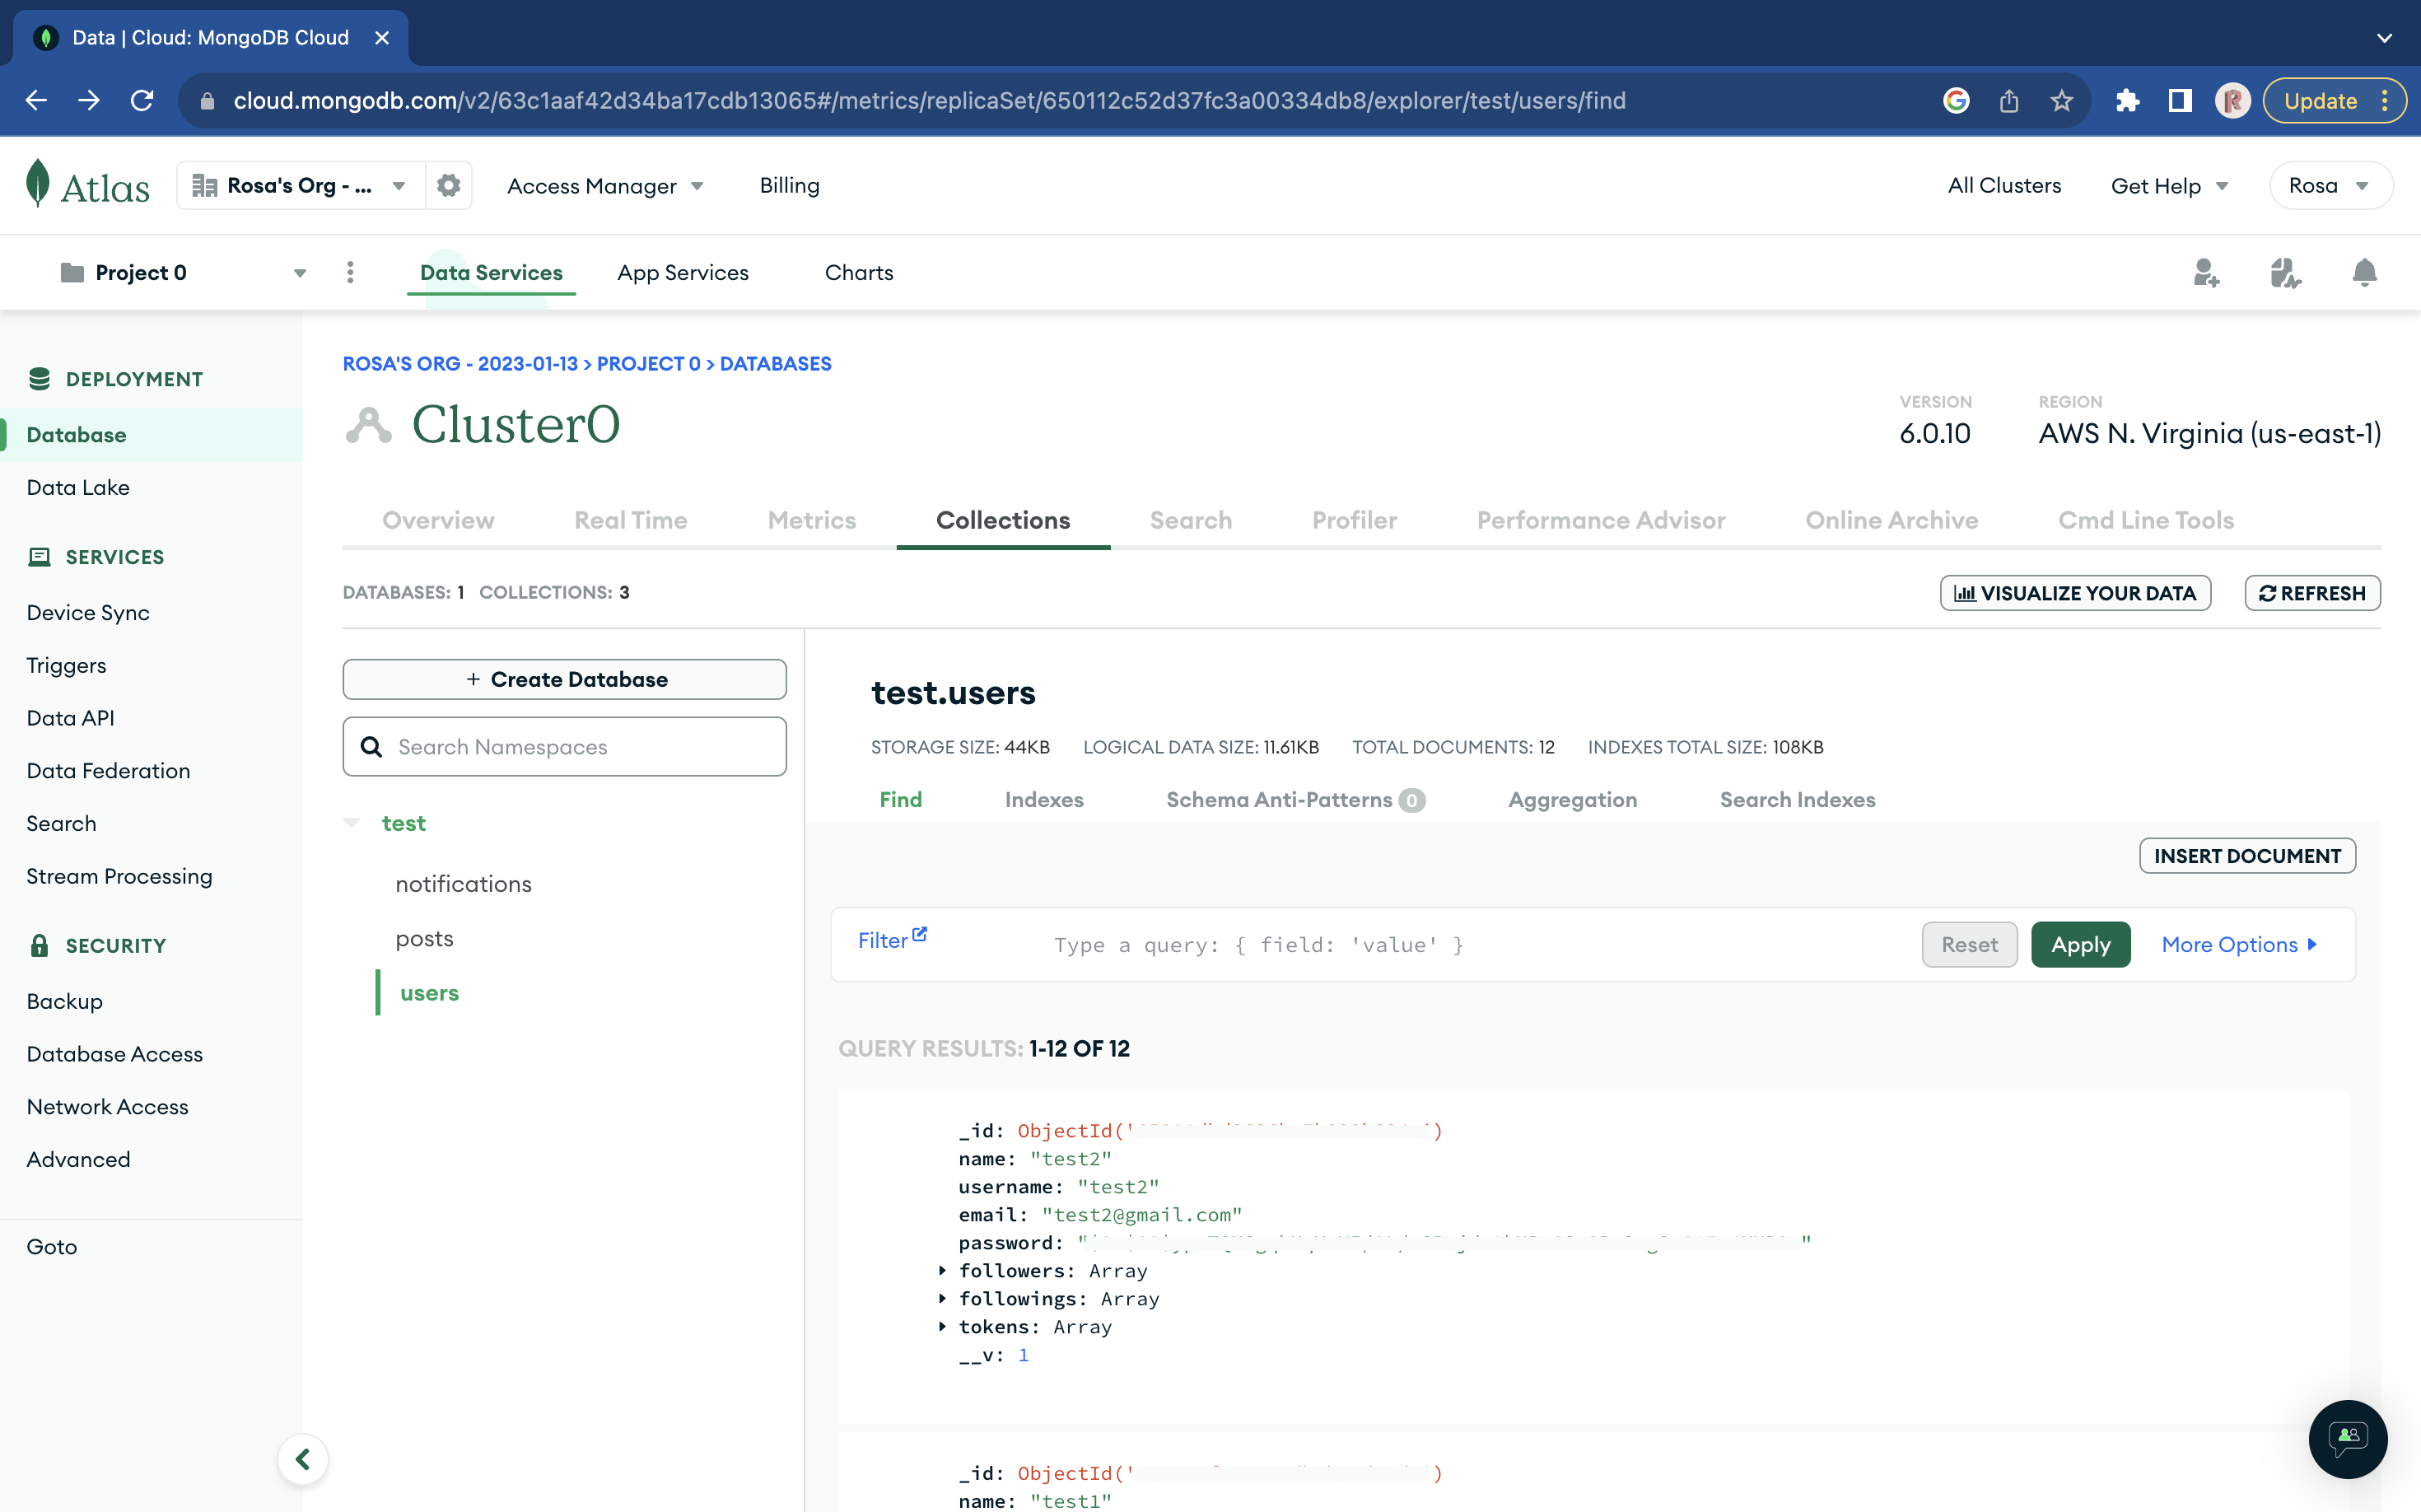 Data | Cloud: MongoDB Cloud
cloud.mongodb.com/v2/63c1aaf42d34ba17cdb13065#/metrics/replicaSet/650112c52d37fc3a00334db8/explorer/test/users/find
Update
Atlas
Rosa's Org - ...
Access Manager
Billing
All Clusters
Get Help
Rosa
Project 0
Data Services
App Services
Charts
DEPLOYMENT
Database
Data Lake
SERVICES
Device Sync
Triggers
Data API
Data Federation
Search
Stream Processing
SECURITY
Backup
Database Access
Network Access
Advanced
Goto
ROSA'S ORG - 2023-01-13 > PROJECT 0 > DATABASES
Cluster0
VERSION
6.0.10
REGION
AWS N. Virginia (us-east-1)
Overview
Real Time
Metrics
Collections
Search
Profiler
Performance Advisor
Online Archive
Cmd Line Tools
DATABASES: 1 COLLECTIONS: 3
VISUALIZE YOUR DATA
REFRESH
+ Create Database
Search Namespaces
test
notifications
posts
users
test.users
STORAGE SIZE: 44KB LOGICAL DATA SIZE: 11.61KB TOTAL DOCUMENTS: 12 INDEXES TOTAL SIZE: 108KB
Find
Indexes
Schema Anti-Patterns 0
Aggregation
Search Indexes
INSERT DOCUMENT
Filter
Type a query: { field: 'value' }
Reset
Apply
More Options
QUERY RESULTS: 1-12 OF 12
_id: ObjectId('')
name: "test2"
username: "test2"
email: "test2@gmail.com"
password: ""
followers: Array
followings: Array
tokens: Array
__v: 1
_id: ObjectId('')
name: "test1"